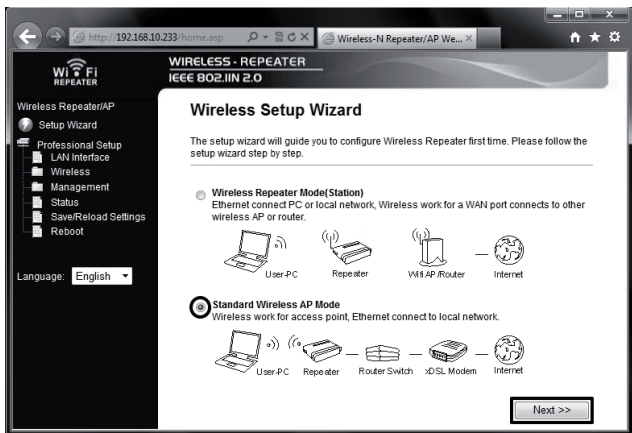 http://192.168.10.233/home.asp
Wireless-N Repeater/AP We...
Wi Fi
REPEATER
WIRELESS - REPEATER
IEEE 802.11N 2.0
Wireless Repeater/AP
Setup Wizard
Professional Setup
LAN Interface
Wireless
Management
Status
Save/Reload Settings
Reboot
Language: English
Wireless Setup Wizard
The setup wizard will guide you to configure Wireless Repeater first time. Please follow the
setup wizard step by step.
Wireless Repeater Mode(Station)
Ethernet connect PC or local network, Wireless work for a WAN port connects to other
wireless AP or router.
User-PC Repeater Wifi AP /Router Internet
Standard Wireless AP Mode
Wireless work for access point, Ethernet connect to local network.
User-PC Repeater Router Switch xDSL Modem Internet
Next >>